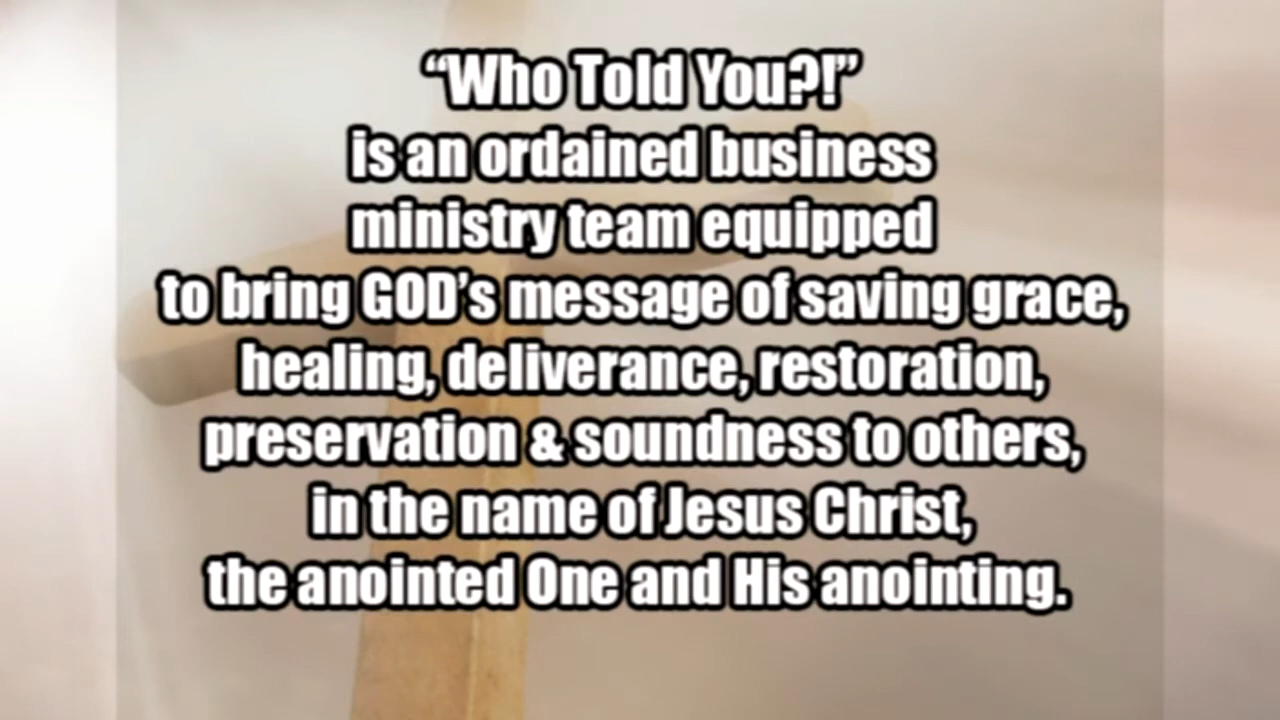 “Who Told You?!”
is an ordained business
ministry team equipped
to bring GOD’s message of saving grace,
healing, deliverance, restoration,
preservation & soundness to others,
in the name of Jesus Christ,
the anointed One and His anointing.